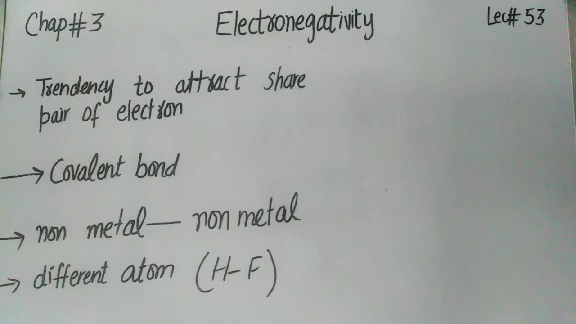 Chap#3 Electronegativity Lec#53
→ Trendency to attract share
pair of electron
→ Covalent bond
→ non metal — non metal
→ different atom (H-F)